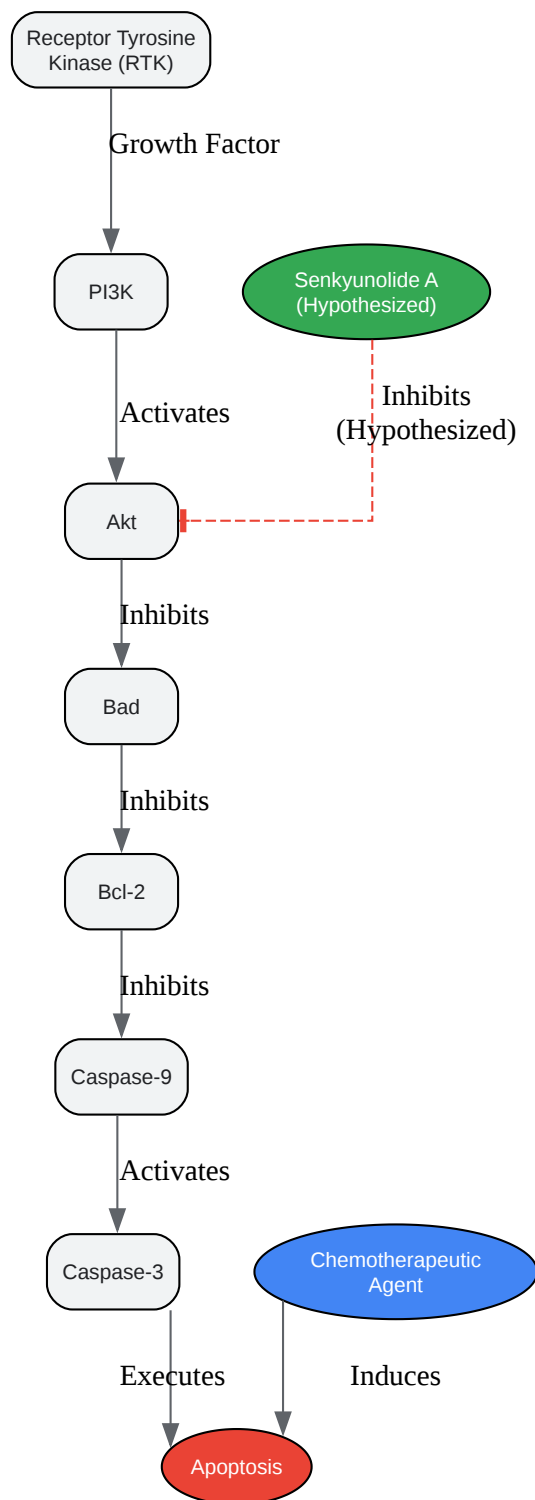 Receptor Tyrosine
Kinase (RTK)
Growth Factor
PI3K
Senkyunolide A
(Hypothesized)
Activates
Inhibits
(Hypothesized)
Akt
Inhibits
Bad
Inhibits
Bcl-2
Inhibits
Caspase-9
Activates
Caspase-3
Chemotherapeutic
Agent
Executes
Induces
Apoptosis